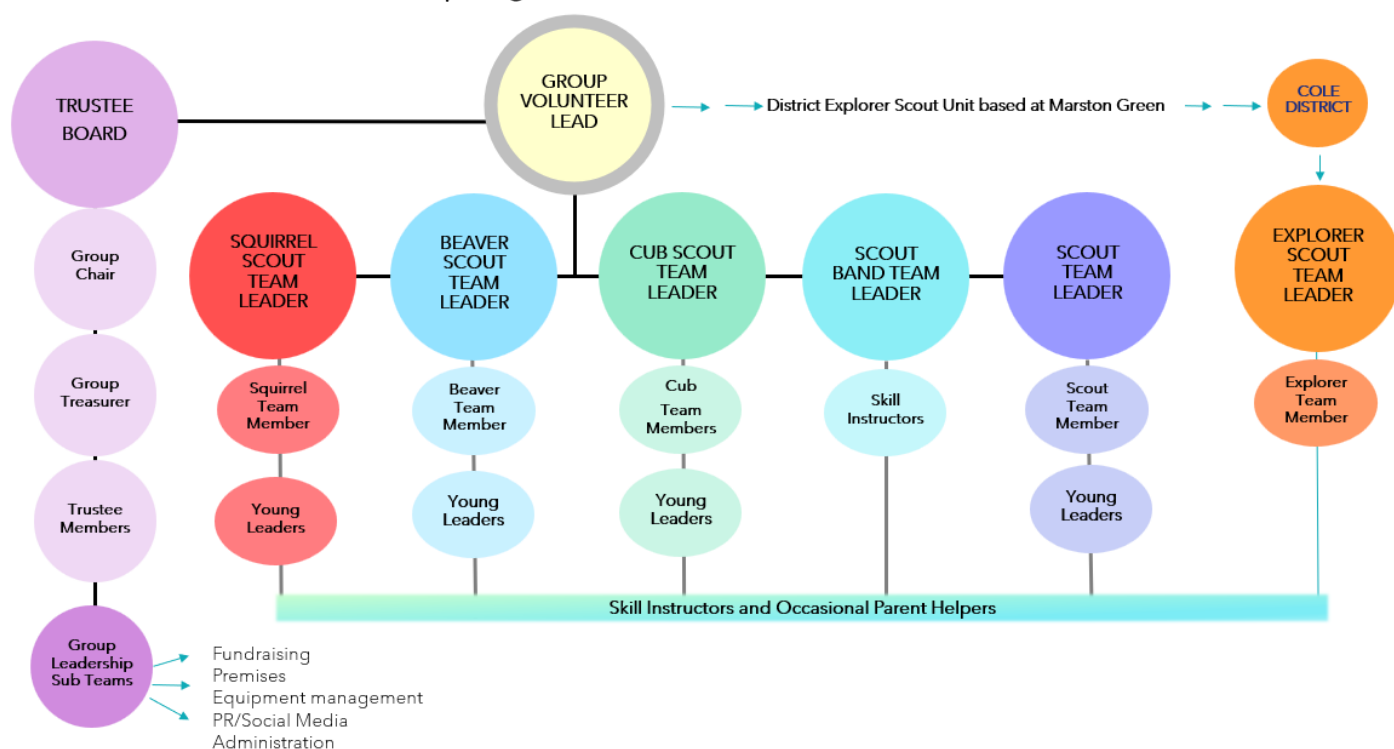 TRUSTEE
BOARD
GROUP
VOLUNTEER
LEAD
District Explorer Scout Unit based at Marston Green
COLE
DISTRICT
Group
Chair
Group
Treasurer
Trustee
Members
Group
Leadership
Sub Teams
Fundraising
Premises
Equipment management
PR/Social Media
Administration
SQUIRREL
SCOUT
TEAM
LEADER
Squirrel
Team
Member
Young
Leaders
BEAVER
SCOUT
TEAM
LEADER
Beaver
Team
Member
Young
Leaders
CUB SCOUT
TEAM
LEADER
Cub
Team
Members
Young
Leaders
SCOUT
BAND TEAM
LEADER
Skill
Instructors
SCOUT
TEAM
LEADER
Scout
Team
Member
Young
Leaders
EXPLORER
SCOUT
TEAM
LEADER
Explorer
Team
Member
Skill Instructors and Occasional Parent Helpers